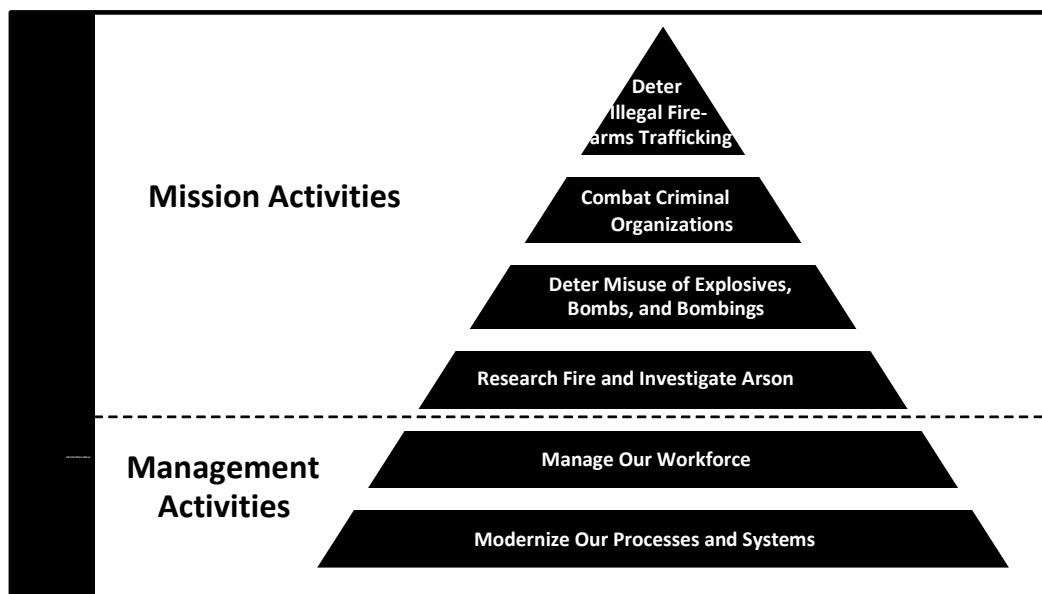 Deter
Illegal Fire-
arms Trafficking
Mission Activities
Combat Criminal
Organizations
Deter Misuse of Explosives,
Bombs, and Bombings
Research Fire and Investigate Arson
Management
Activities
Manage Our Workforce
Modernize Our Processes and Systems